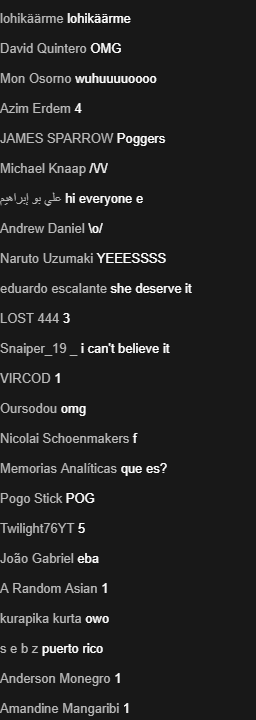 lohikäärme lohikäärme
David Quintero OMG
Mon Osorno wuhuuuuoooo
Azim Erdem 4
JAMES SPARROW Poggers
Michael Knaap /\/\/
علي بو إبراهيم hi everyone e
Andrew Daniel \o/
Naruto Uzumaki YEEESSSS
eduardo escalante she deserve it
LOST 444 3
Snaiper_19 _ i can't believe it
VIRCOD 1
Oursodou omg
Nicolai Schoenmakers f
Memorias Analíticas que es?
Pogo Stick POG
Twilight76YT 5
João Gabriel eba
A Random Asian 1
kurapika kurta owo
s e b z puerto rico
Anderson Monegro 1
Amandine Mangaribi 1